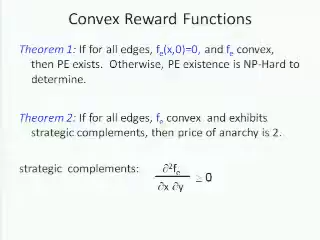 Convex Reward Functions
Theorem 1: If for all edges, fₑ(x,0)=0, and fₑ convex,
then PE exists. Otherwise, PE existence is NP-Hard to
determine.
Theorem 2: If for all edges, fₑ convex and exhibits
strategic complements, then price of anarchy is 2.
strategic complements: ∂²fₑ / ∂x ∂y ≥ 0